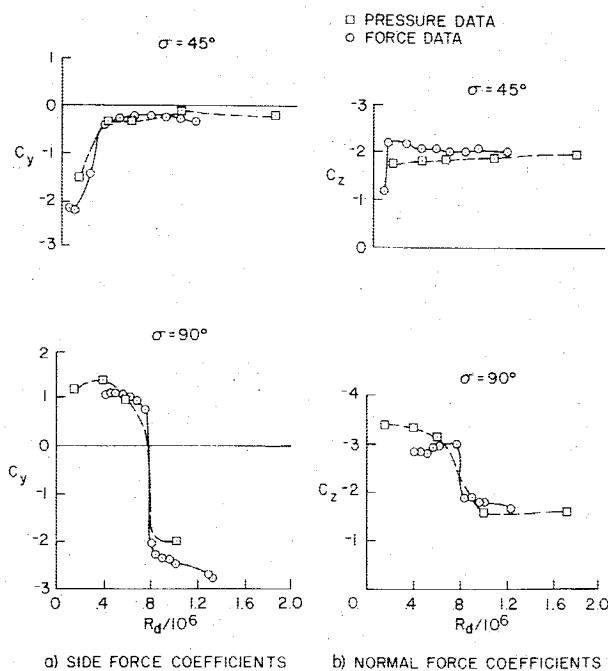 □ PRESSURE DATA
○ FORCE DATA
σ = 45°
σ = 45°
0
-1
-2
-3
C_y
-3
-2
-1
0
C_z
σ = 90°
σ = 90°
2
1
0
-1
-2
-3
C_y
-4
-3
-2
-1
C_z
0 .4 .8 1.2 1.6 2.0
R_d/10^6
0 .4 .8 1.2 1.6 2.0
R_d/10^6
a) SIDE FORCE COEFFICIENTS
b) NORMAL FORCE COEFFICIENTS